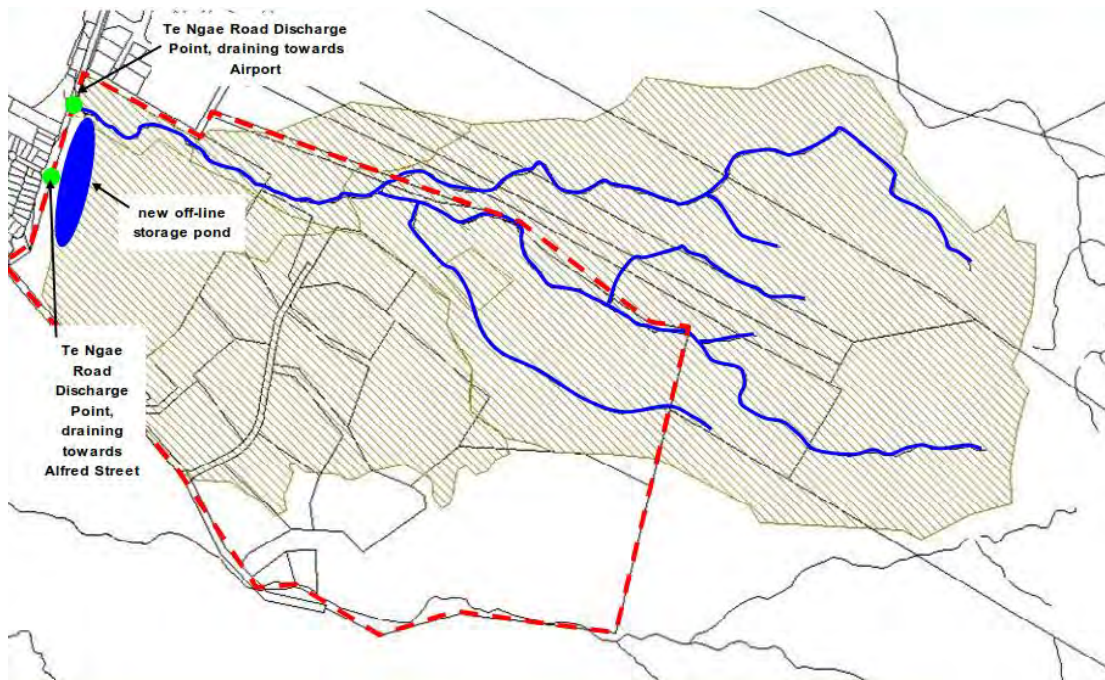 Te Ngae Road Discharge
Point, draining towards
Airport
new off-line
storage pond
Te Ngae
Road
Discharge
Point,
draining
towards
Alfred Street